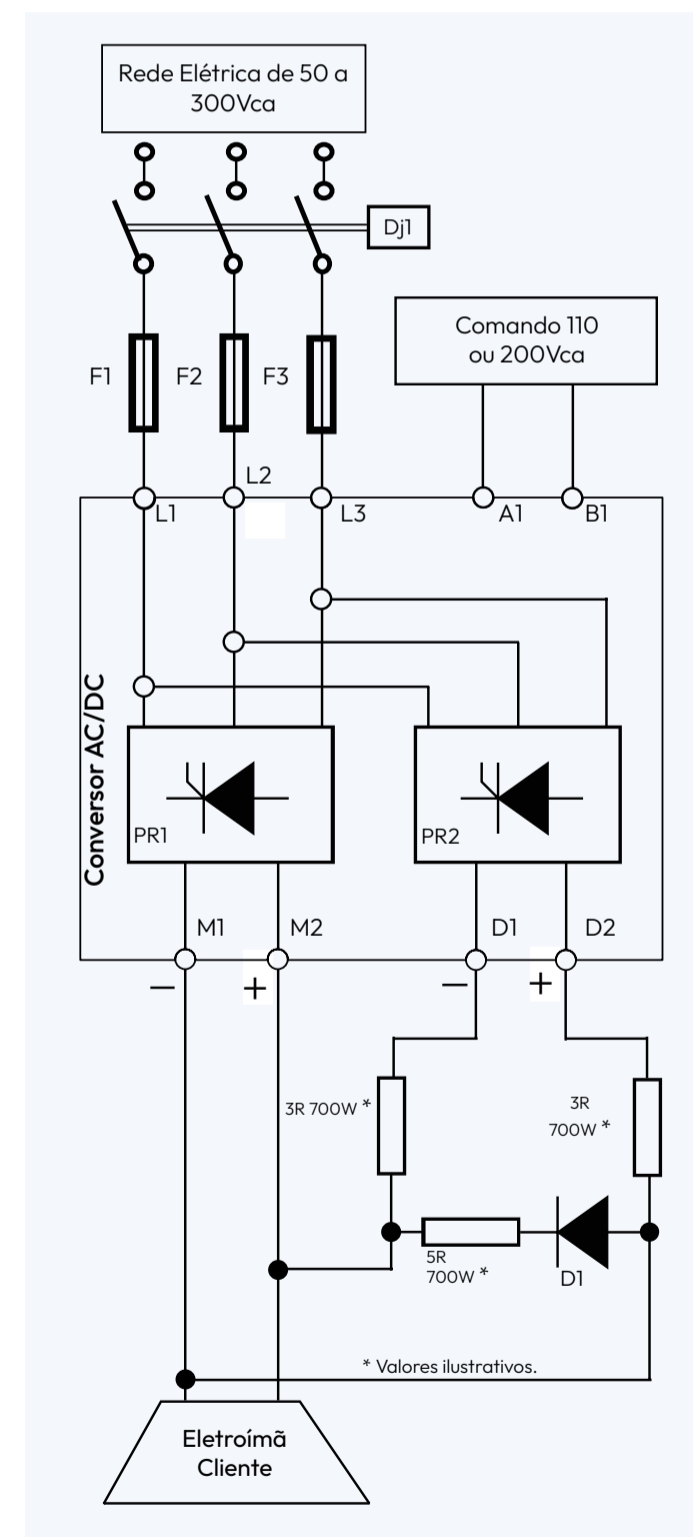 Rede Elétrica de 50 a
300Vca
Dj1
Comando 110
ou 200Vca
F1
F2
F3
L2
L1
L3
A1
B1
Conversor AC/DC
PR1
PR2
M1
M2
D1
D2
–
+
–
+
3R 700W *
3R
700W *
5R
700W *
D1
* Valores ilustrativos.
Eletroímã
Cliente